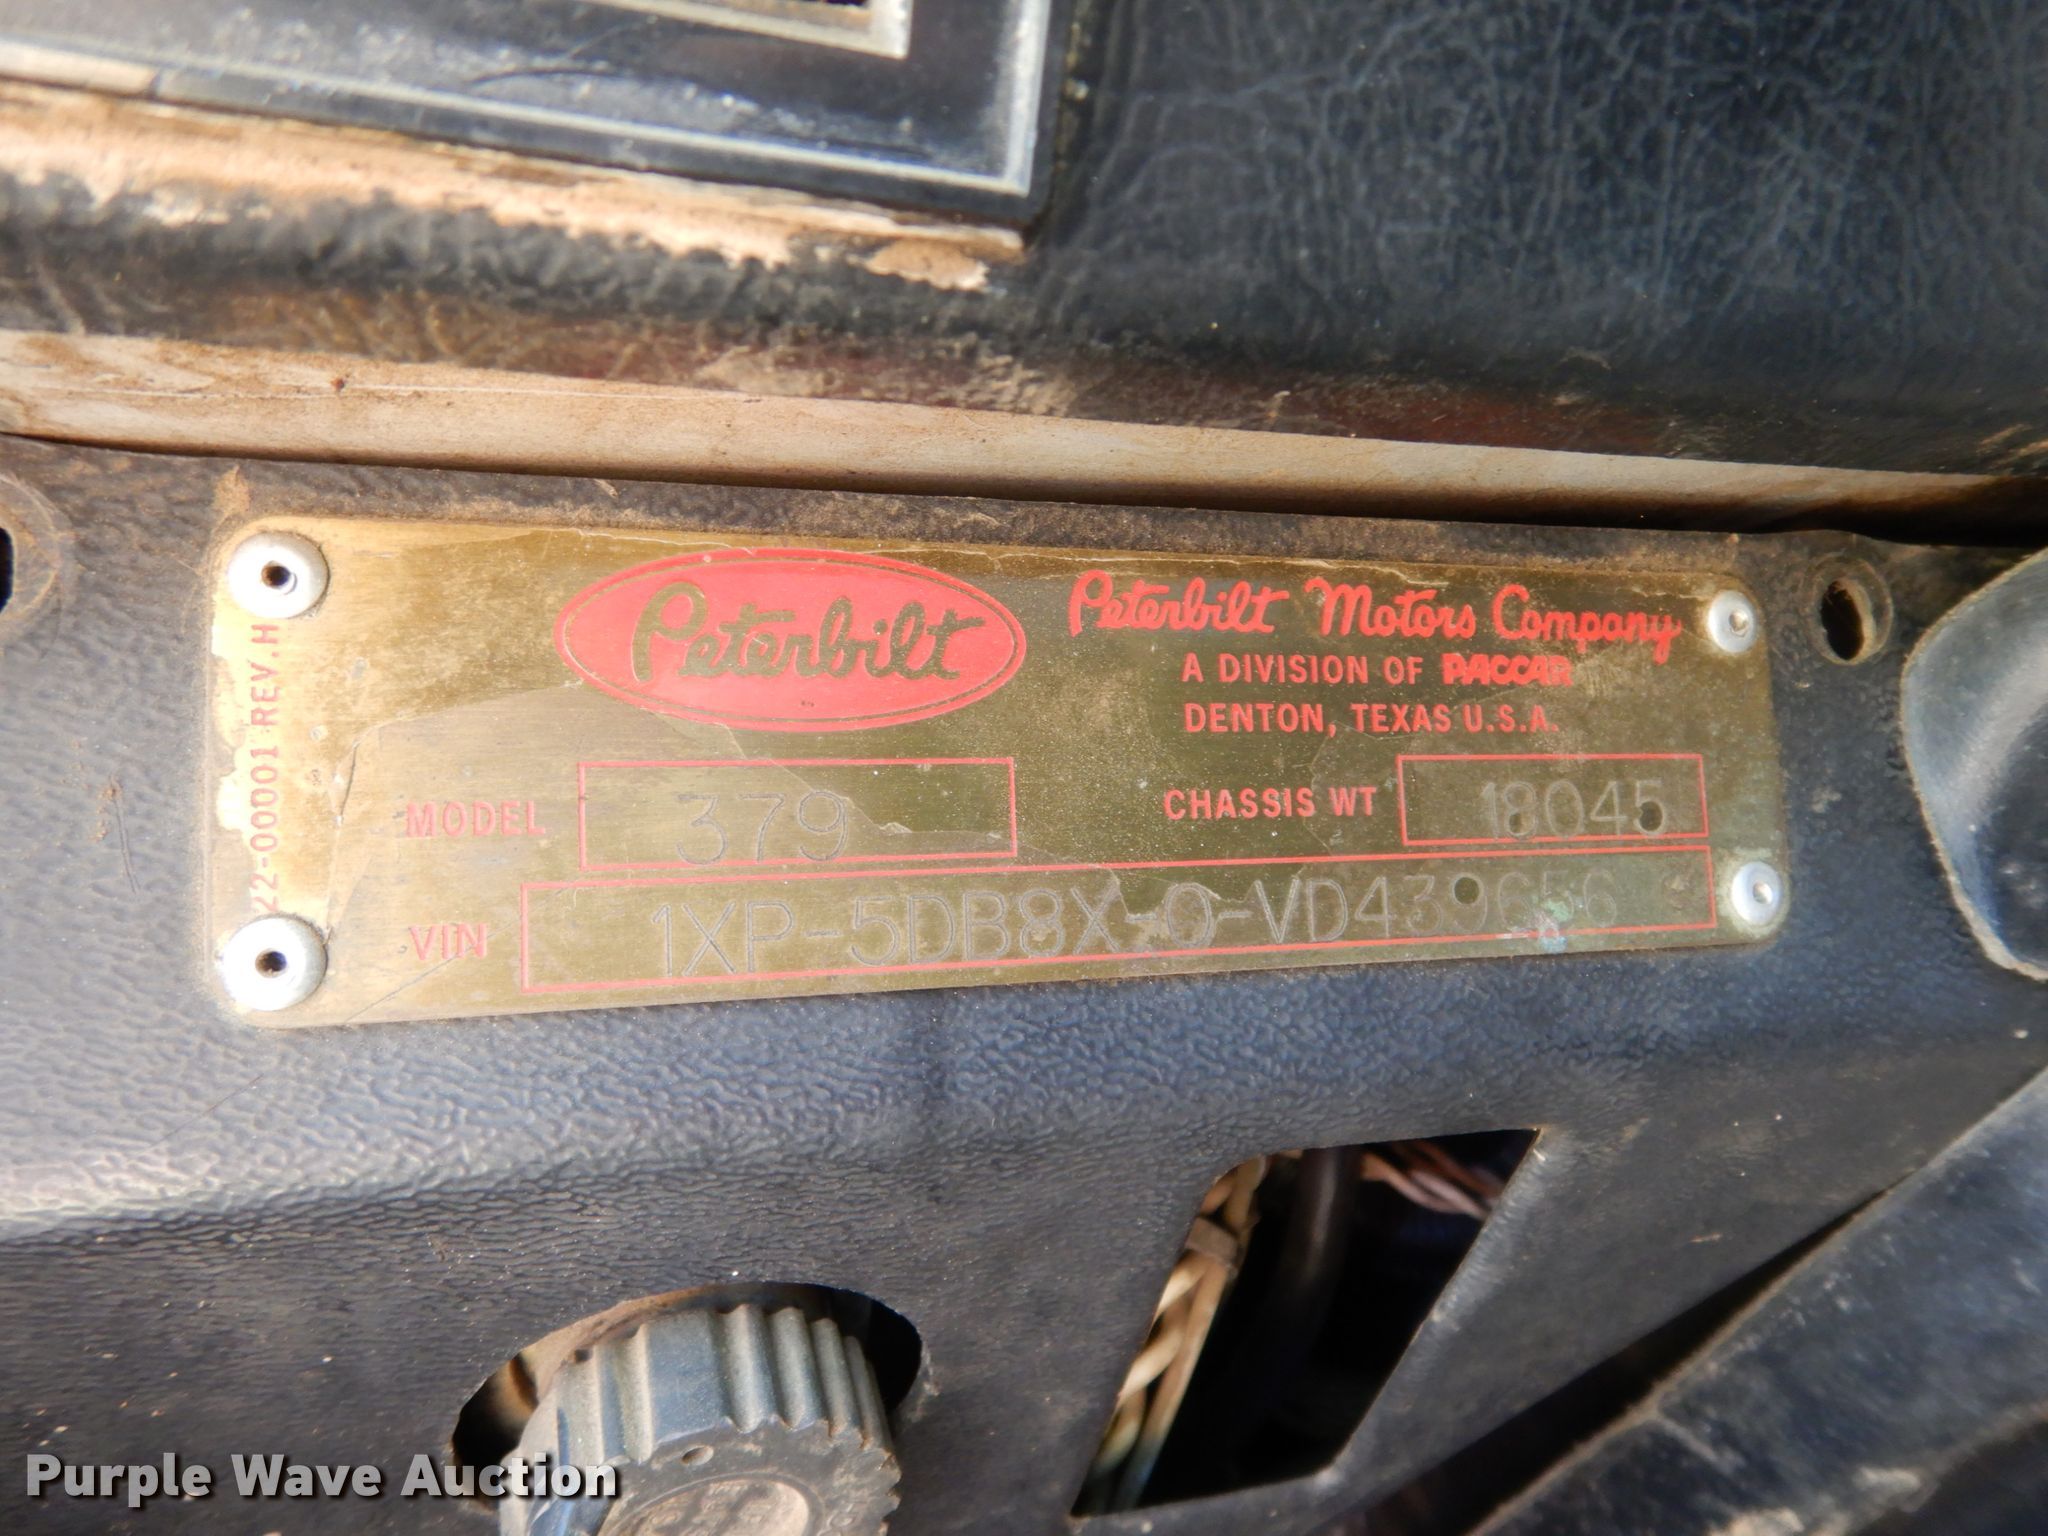 Peterbilt
Peterbilt Motors Company
A DIVISION OF PACCAR
DENTON, TEXAS U.S.A.
MODEL 379
CHASSIS WT 18045
VIN 1XP-5DB8X-0-VD439656
22-00001 REV.H
Purple Wave Auction